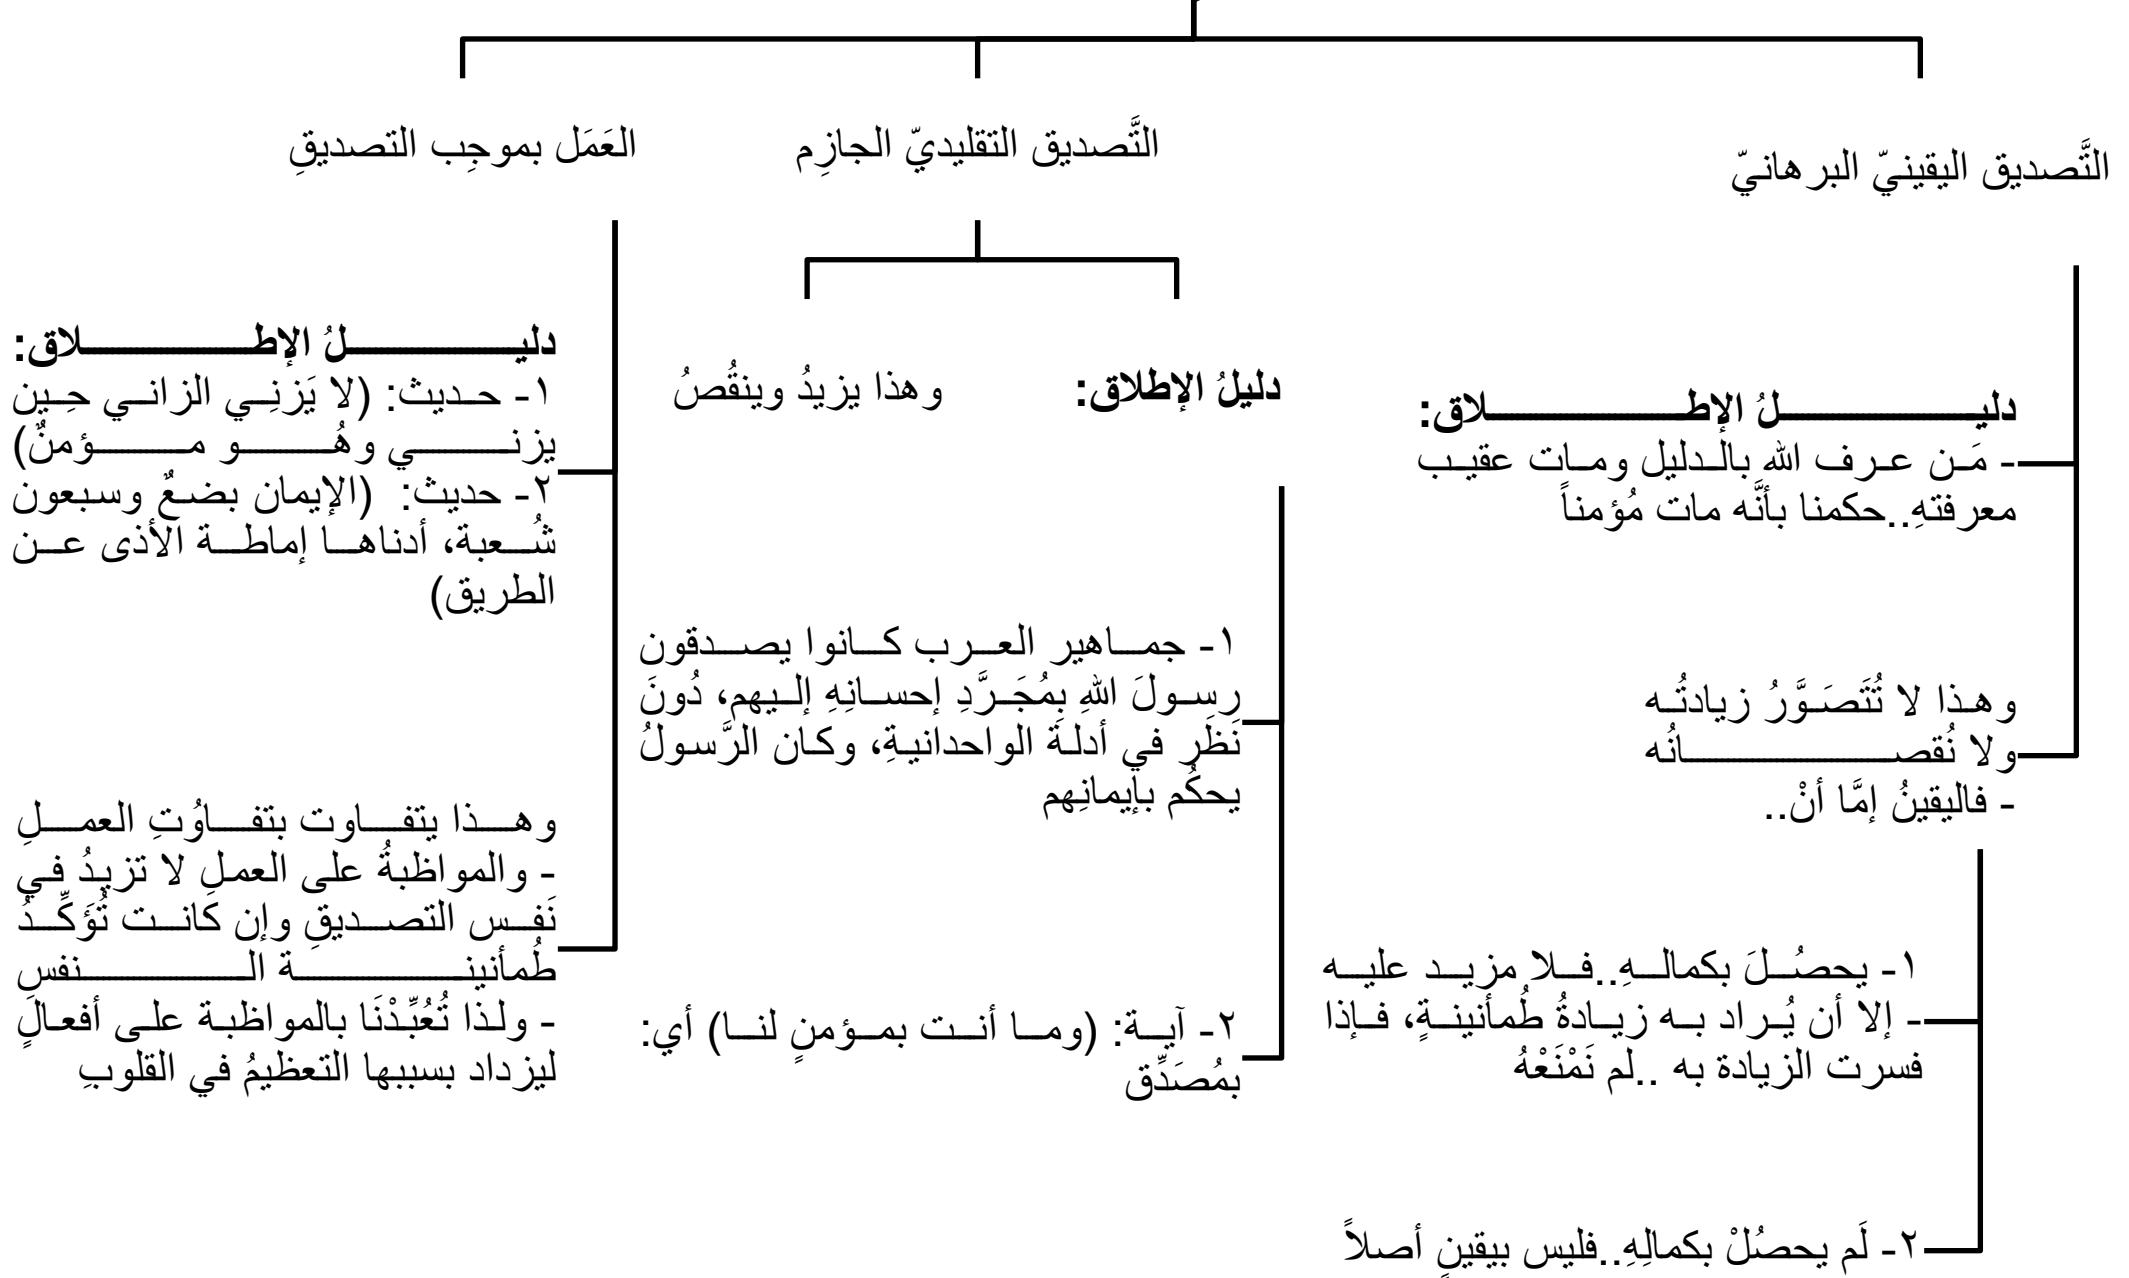 التَّصديق اليقينيّ البرهانيّ
التَّصديق التقليديّ الجازِم
العَمَل بموجِب التصديقِ
دليلُ الإطلاق:
- مَن عرف الله بالدليل ومات عقيب
معرفتهِ..حكمنا بأنَّه مات مُؤمناً
وهذا لا تُتَصَوَّرُ زيادتُه
ولا نُقصانُه
- فاليقينُ إمَّا أنْ..
١- يحصُلَ بكمالهِ..فلا مزيد عليه
- إلا أن يُراد به زيادةُ طُمأنينةٍ، فإذا
فسرت الزيادة به ..لم نَمْنَعْهُ
٢- لَم يحصُلْ بكمالِهِ..فليس بيقينٍ أصلاً
دليلُ الإطلاق:
١- جماهير العرب كانوا يصدقون
رسولَ اللهِ بِمُجَرَّدِ إحسانِهِ إليهم، دُونَ
نَظَرٍ في أدلة الواحدانيةِ، وكان الرَّسولُ
يحكُم بإيمانِهم
٢- آية: (وما أنت بمؤمنٍ لنا) أي:
بمُصَدِّق
وهذا يزيدُ وينقُصُ
دليلُ الإطلاق:
١- حديث: (لا يَزنِي الزاني حِين
يزني وهُو مؤمنٌ)
٢- حديث: (الإيمان بضعٌ وسبعون
شُعبة، أدناها إماطة الأذى عن
الطريق)
وهذا يتفاوت بتفاوُتِ العملِ
- والمواظبةُ على العملِ لا تزيدُ في
نَفس التصديقِ وإن كَانت تُؤَكِّدُ
طُمأنينة النفسِ
- ولذا تُعُبِّدْنَا بالمواظبة على أفعالٍ
ليزداد بسببها التعظيمُ في القلوبِ